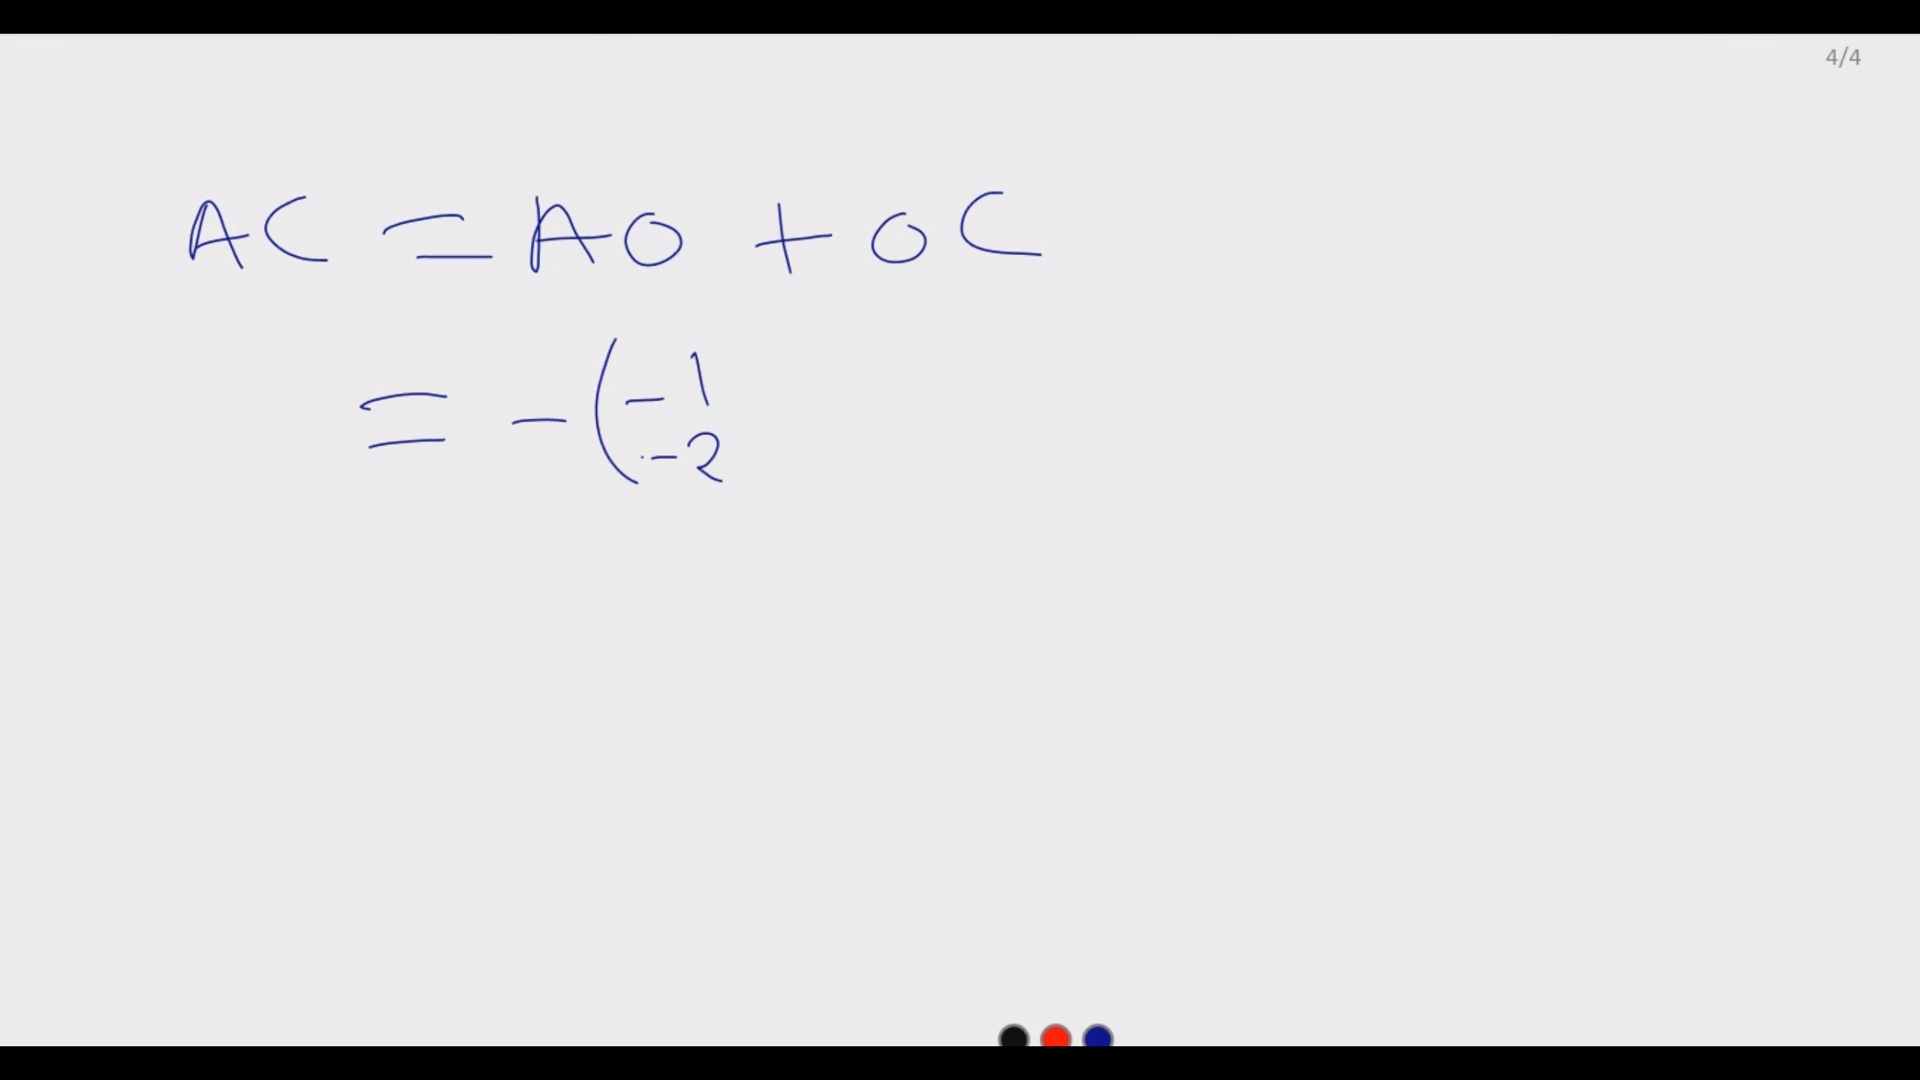 4/4
AC = AO + OC
= - ( -1
-2